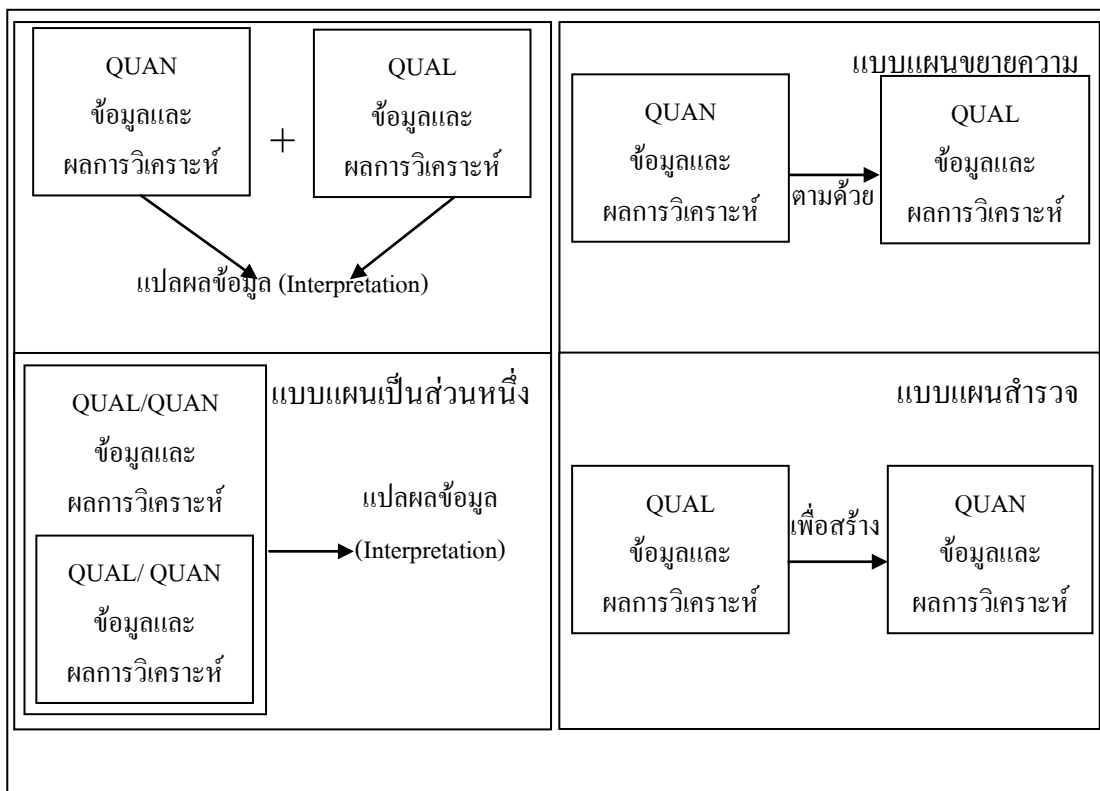 QUAN
ข้อมูลและ
ผลการวิเคราะห์
+
QUAL
ข้อมูลและ
ผลการวิเคราะห์
แปลผลข้อมูล (Interpretation)
แบบแผนขยายความ
QUAN
ข้อมูลและ
ผลการวิเคราะห์
ตามด้วย
QUAL
ข้อมูลและ
ผลการวิเคราะห์
แบบแผนเป็นส่วนหนึ่ง
QUAL/QUAN
ข้อมูลและ
ผลการวิเคราะห์
QUAL/ QUAN
ข้อมูลและ
ผลการวิเคราะห์
แปลผลข้อมูล
(Interpretation)
แบบแผนสำรวจ
QUAL
ข้อมูลและ
ผลการวิเคราะห์
เพื่อสร้าง
QUAN
ข้อมูลและ
ผลการวิเคราะห์